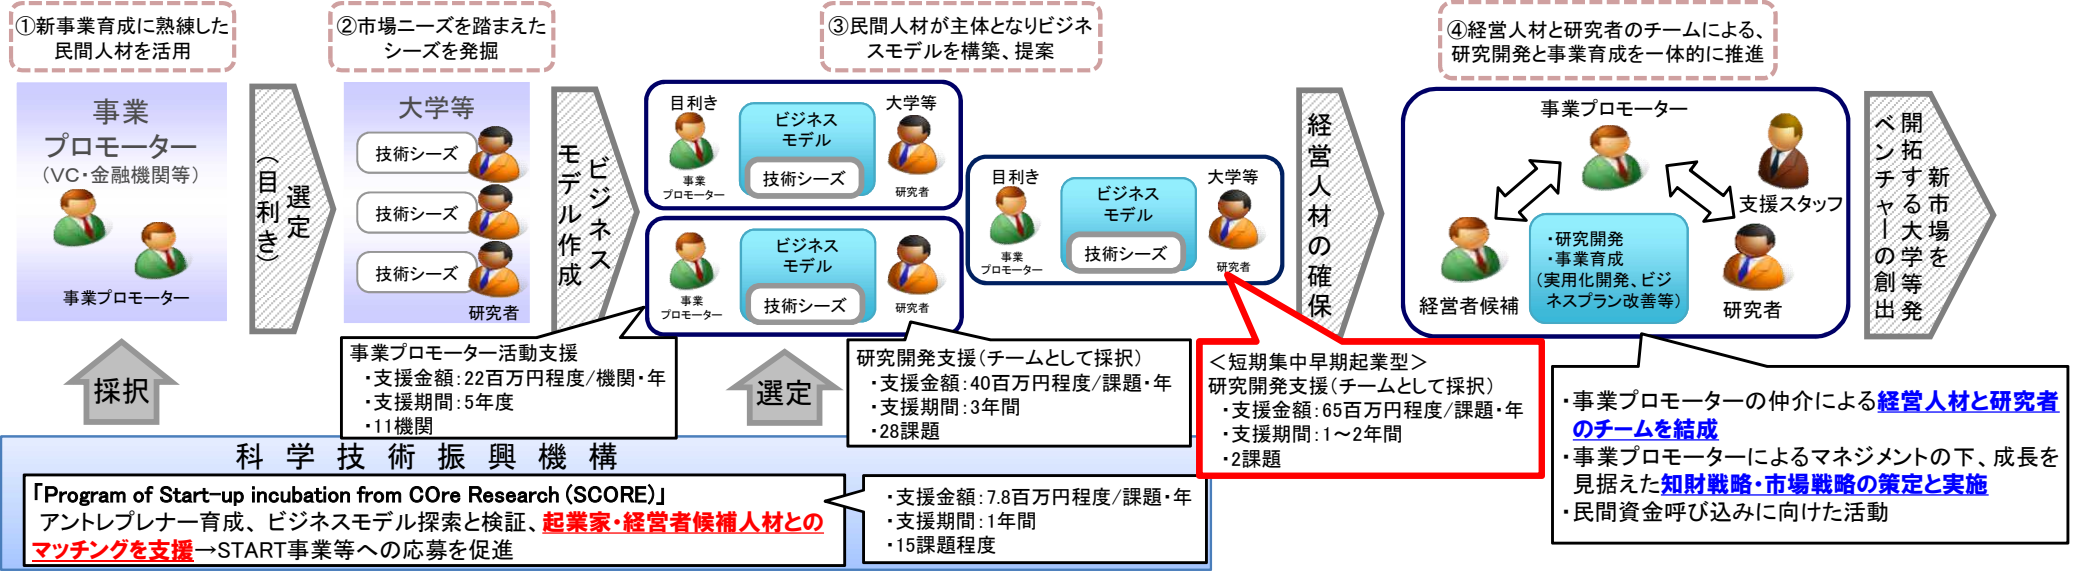 ①新事業育成に熟練した
民間人材を活用
②市場ニーズを踏まえた
シーズを発掘
③民間人材が主体となりビジネ
スモデルを構築、提案
④経営人材と研究者のチームによる、
研究開発と事業育成を一体的に推進
事業
プロモーター
(VC・金融機関等)
事業プロモーター
選定
(目利き)
大学等
技術シーズ
技術シーズ
技術シーズ
研究者
ビジネス
モデル作成
目利き
大学等
ビジネス
モデル
技術シーズ
事業
プロモーター
研究者
ビジネス
モデル
技術シーズ
事業
プロモーター
研究者
目利き
大学等
ビジネス
モデル
技術シーズ
事業
プロモーター
研究者
経営人材の確保
事業プロモーター
支援スタッフ
・研究開発
・事業育成
(実用化開発、ビジ
ネスプラン改善等)
経営者候補
研究者
新市場を
開拓する大学等発
ベンチャーの創出
採択
事業プロモーター活動支援
・支援金額:22百万円程度/機関・年
・支援期間:5年度
・11機関
選定
研究開発支援(チームとして採択)
・支援金額:40百万円程度/課題・年
・支援期間:3年間
・28課題
<短期集中早期起業型>
研究開発支援(チームとして採択)
・支援金額:65百万円程度/課題・年
・支援期間:1~2年間
・2課題
・事業プロモーターの仲介による経営人材と研究者
のチームを結成
・事業プロモーターによるマネジメントの下、成長を
見据えた知財戦略・市場戦略の策定と実施
・民間資金呼び込みに向けた活動
科学技術振興機構
「Program of Start-up incubation from COre Research (SCORE)」
アントレプレナー育成、ビジネスモデル探索と検証、起業家・経営者候補人材との
マッチングを支援→START事業等への応募を促進
・支援金額:7.8百万円程度/課題・年
・支援期間:1年間
・15課題程度